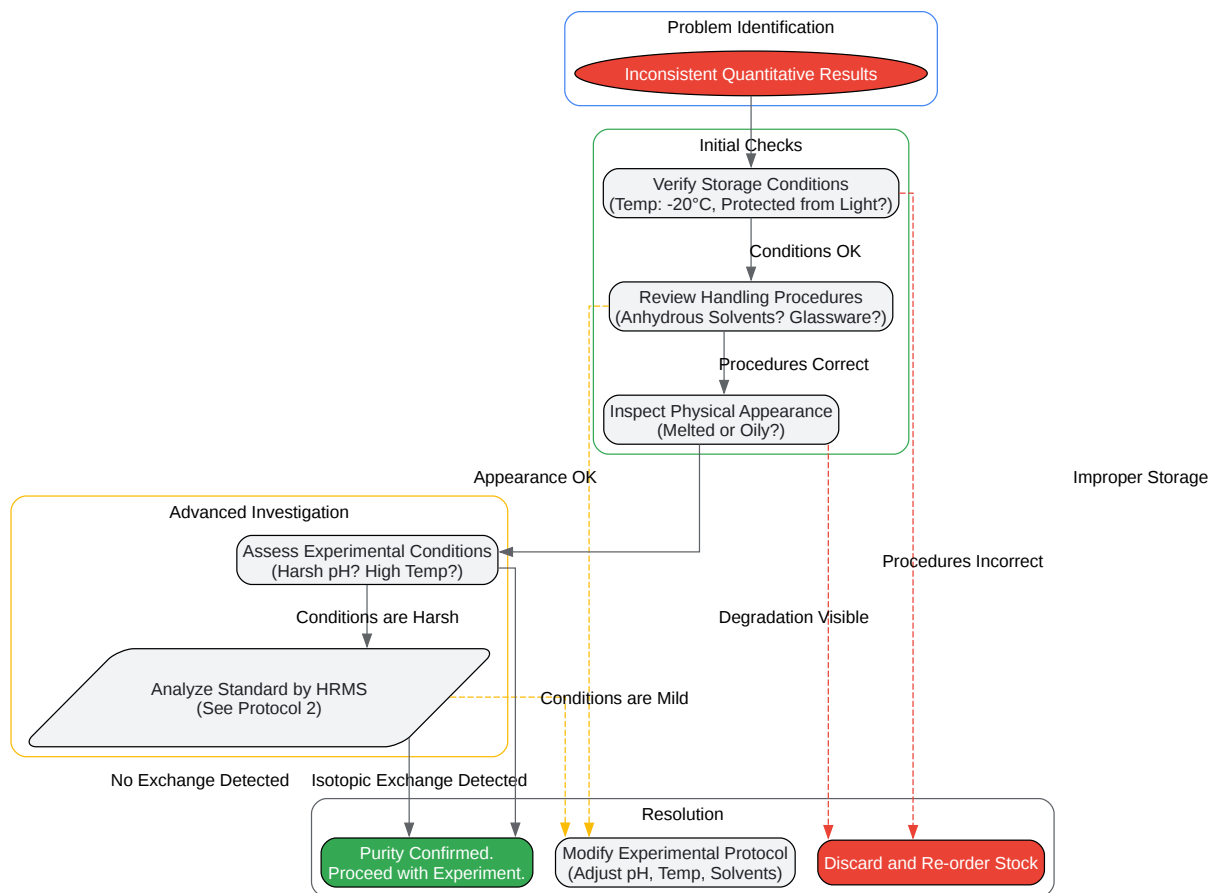 Problem Identification
Inconsistent Quantitative Results
Initial Checks
Verify Storage Conditions
(Temp: -20°C, Protected from Light?)
Conditions OK
Review Handling Procedures
(Anhydrous Solvents? Glassware?)
Procedures Correct
Inspect Physical Appearance
(Melted or Oily?)
Appearance OK
Improper Storage
Advanced Investigation
Assess Experimental Conditions
(Harsh pH? High Temp?)
Procedures Incorrect
Conditions are Harsh
Degradation Visible
Analyze Standard by HRMS
(See Protocol 2)
Conditions are Mild
No Exchange Detected
Isotopic Exchange Detected
Resolution
Purity Confirmed.
Proceed with Experiment.
Modify Experimental Protocol
(Adjust pH, Temp, Solvents)
Discard and Re-order Stock